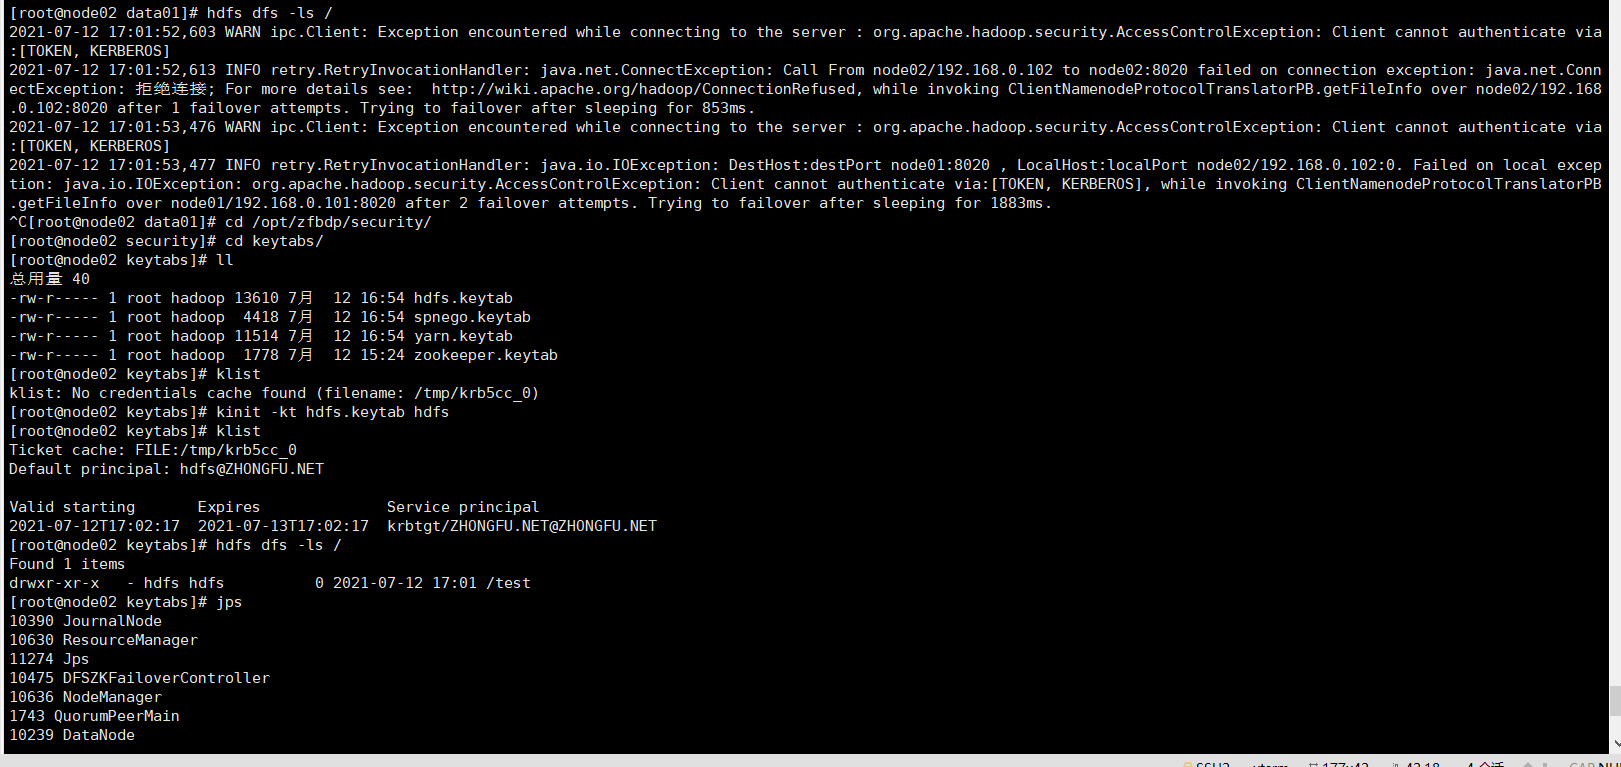 [root@node02 data01]# hdfs dfs -ls /
2021-07-12 17:01:52,603 WARN ipc.Client: Exception encountered while connecting to the server : org.apache.hadoop.security.AccessControlException: Client cannot authenticate via
:[TOKEN, KERBEROS]
2021-07-12 17:01:52,613 INFO retry.RetryInvocationHandler: java.net.ConnectException: Call From node02/192.168.0.102 to node02:8020 failed on connection exception: java.net.Conn
ectException: 拒绝连接; For more details see:  http://wiki.apache.org/hadoop/ConnectionRefused, while invoking ClientNamenodeProtocolTranslatorPB.getFileInfo over node02/192.168
.0.102:8020 after 1 failover attempts. Trying to failover after sleeping for 853ms.
2021-07-12 17:01:53,476 WARN ipc.Client: Exception encountered while connecting to the server : org.apache.hadoop.security.AccessControlException: Client cannot authenticate via
:[TOKEN, KERBEROS]
2021-07-12 17:01:53,477 INFO retry.RetryInvocationHandler: java.io.IOException: DestHost:destPort node01:8020 , LocalHost:localPort node02/192.168.0.102:0. Failed on local excep
tion: java.io.IOException: org.apache.hadoop.security.AccessControlException: Client cannot authenticate via:[TOKEN, KERBEROS], while invoking ClientNamenodeProtocolTranslatorPB
.getFileInfo over node01/192.168.0.101:8020 after 2 failover attempts. Trying to failover after sleeping for 1883ms.
^C[root@node02 data01]# cd /opt/zfbdp/security/
[root@node02 security]# cd keytabs/
[root@node02 keytabs]# ll
总用量 40
-rw-r----- 1 root hadoop 13610 7月  12 16:54 hdfs.keytab
-rw-r----- 1 root hadoop  4418 7月  12 16:54 spnego.keytab
-rw-r----- 1 root hadoop 11514 7月  12 16:54 yarn.keytab
-rw-r----- 1 root hadoop  1778 7月  12 15:24 zookeeper.keytab
[root@node02 keytabs]# klist
klist: No credentials cache found (filename: /tmp/krb5cc_0)
[root@node02 keytabs]# kinit -kt hdfs.keytab hdfs
[root@node02 keytabs]# klist
Ticket cache: FILE:/tmp/krb5cc_0
Default principal: hdfs@ZHONGFU.NET
Valid starting       Expires              Service principal
2021-07-12T17:02:17  2021-07-13T17:02:17  krbtgt/ZHONGFU.NET@ZHONGFU.NET
[root@node02 keytabs]# hdfs dfs -ls /
Found 1 items
drwxr-xr-x   - hdfs hdfs          0 2021-07-12 17:01 /test
[root@node02 keytabs]# jps
10390 JournalNode
10630 ResourceManager
11274 Jps
10475 DFSZKFailoverController
10636 NodeManager
1743 QuorumPeerMain
10239 DataNode